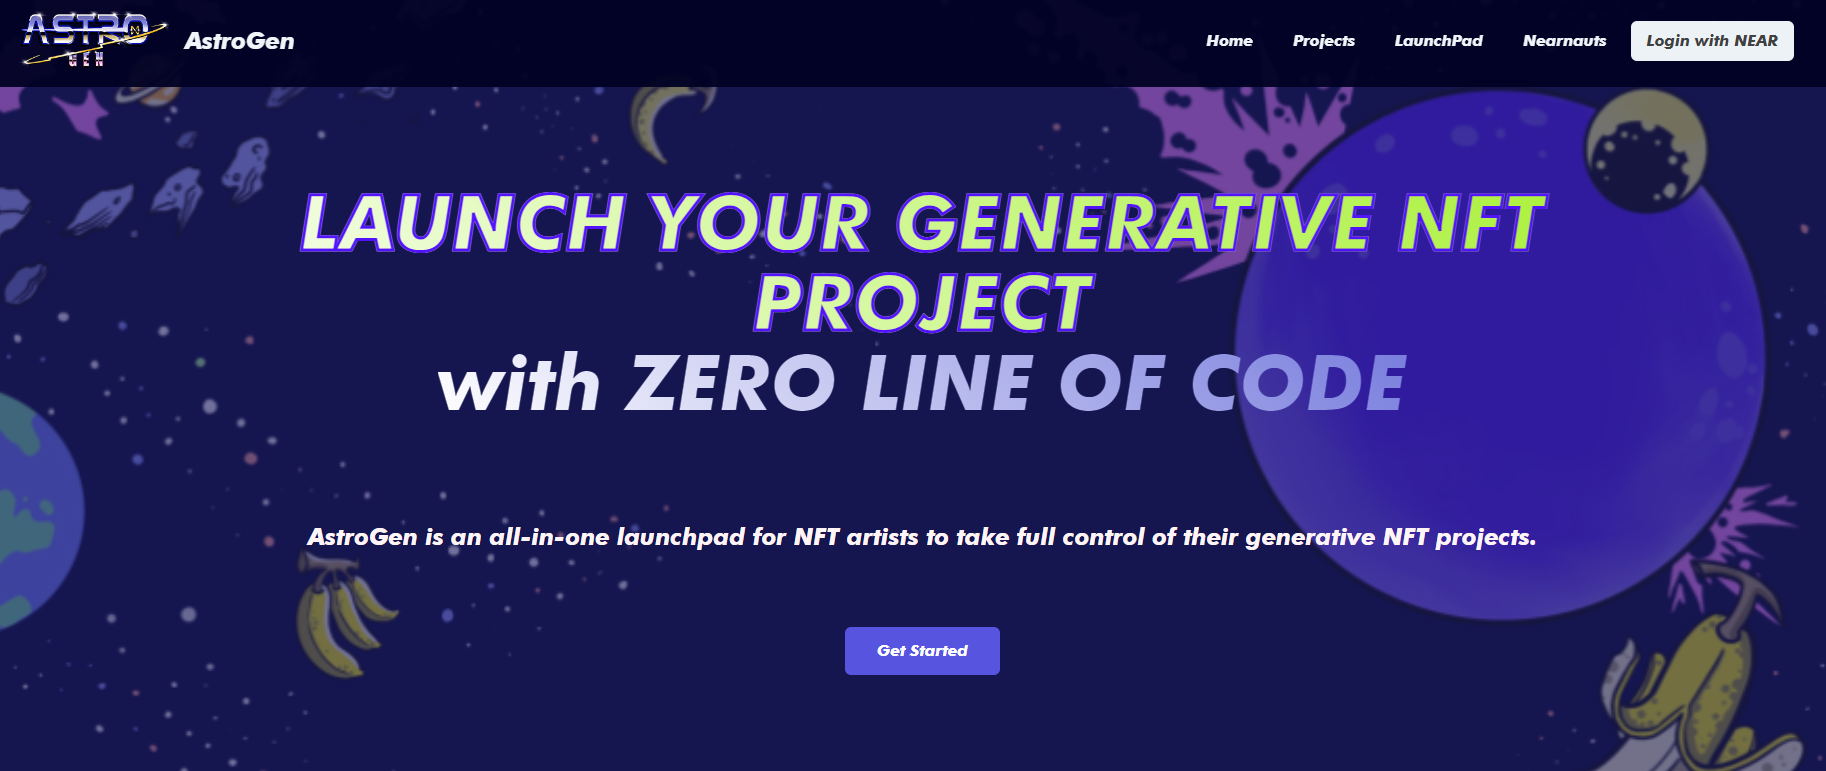 ASTRO
GEN
AstroGen
Home Projects LaunchPad Nearnauts Login with NEAR
LAUNCH YOUR GENERATIVE NFT
PROJECT
with ZERO LINE OF CODE
AstroGen is an all-in-one launchpad for NFT artists to take full control of their generative NFT projects.
Get Started